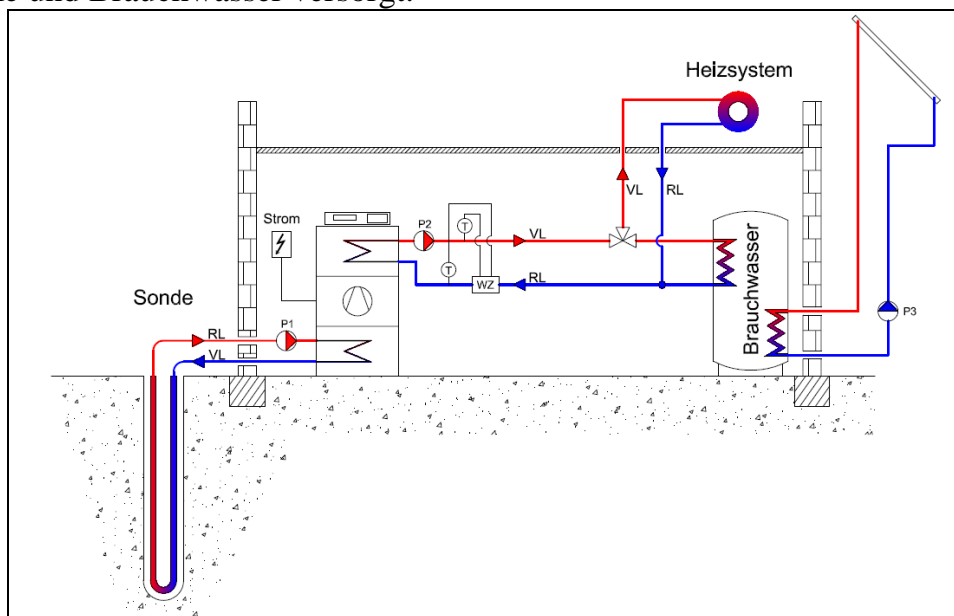 Heizsystem
VL
RL
Strom
P2
T
VL
T
WZ
RL
Brauchwasser
P3
Sonde
RL
P1
VL